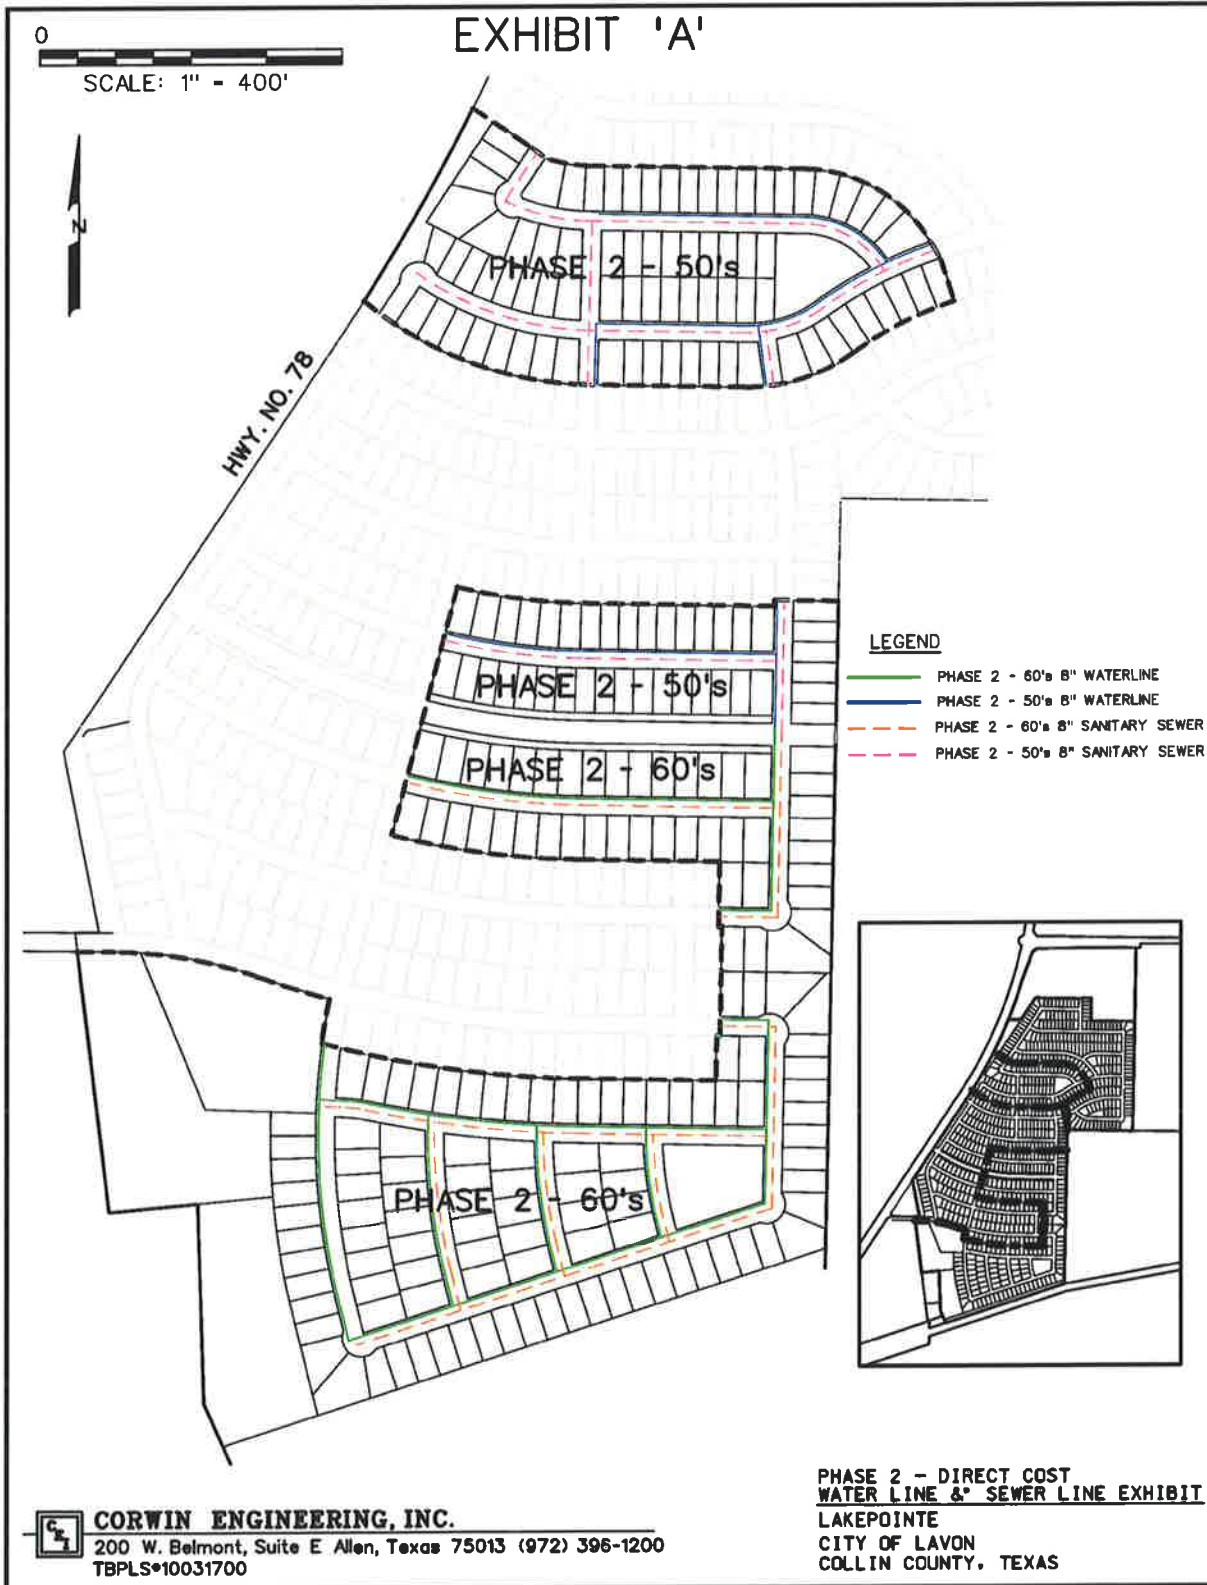 EXHIBIT 'A'
0
SCALE: 1" - 400'
N
PHASE 2 - 50's
HWY. NO. 78
LEGEND
PHASE 2 - 60's 8" WATERLINE
PHASE 2 - 50's 8" WATERLINE
PHASE 2 - 60's 8" SANITARY SEWER
PHASE 2 - 50's 8" SANITARY SEWER
PHASE 2 - 50's
PHASE 2 - 60's
PHASE 2 - 60's
PHASE 2 - DIRECT COST
WATER LINE & SEWER LINE EXHIBIT
LAKEPOINTE
CITY OF LAVON
COLLIN COUNTY, TEXAS
CEI
CORWIN ENGINEERING, INC.
200 W. Belmont, Suite E Allen, Texas 75013 (972) 396-1200
TBPLS#10031700